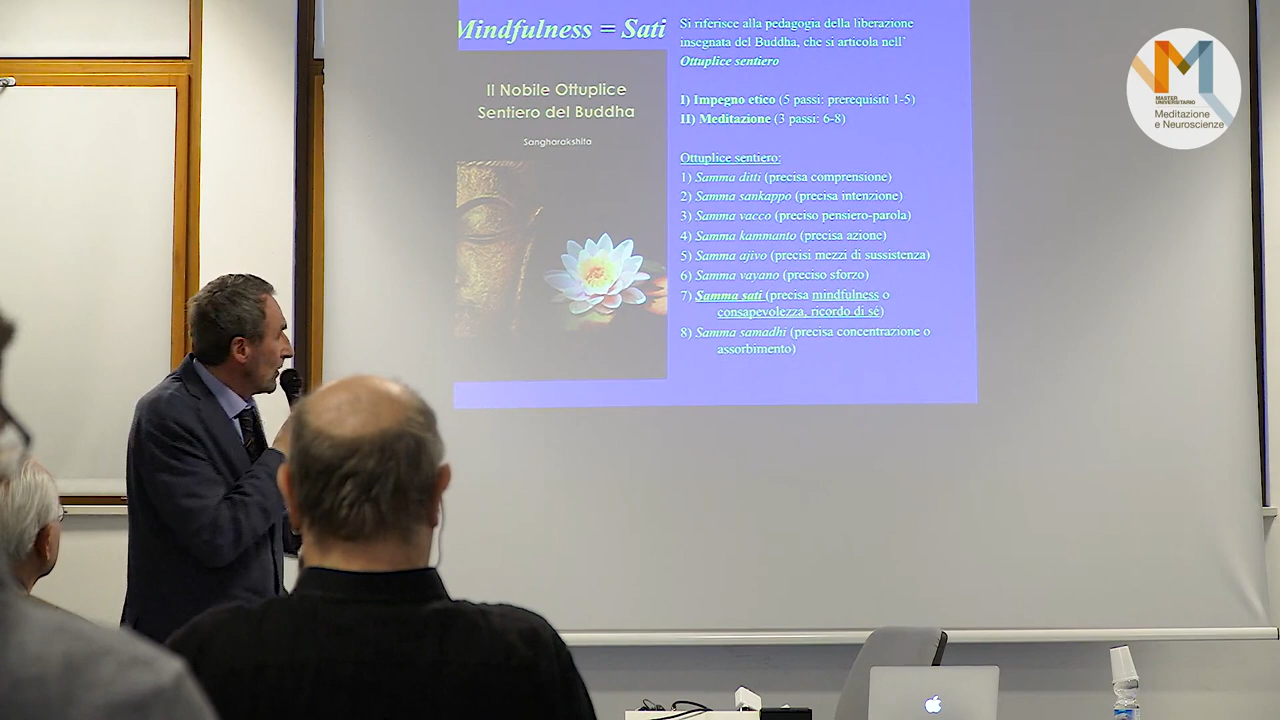 Mindfulness = Sati
Il Nobile Ottuplice
Sentiero del Buddha
Sangharakshita
Si riferisce alla pedagogia della liberazione
insegnata del Buddha, che si articola nell'
Ottuplice sentiero
I) Impegno etico (5 passi: prerequisiti 1-5)
II) Meditazione (3 passi: 6-8)
Ottuplice sentiero:
1) Samma ditti (precisa comprensione)
2) Samma sankappo (precisa intenzione)
3) Samma vacco (preciso pensiero-parola)
4) Samma kammanto (precisa azione)
5) Samma ajivo (precisi mezzi di sussistenza)
6) Samma vayano (preciso sforzo)
7) Samma sati (precisa mindfulness o
consapevolezza, ricordo di sé)
8) Samma samadhi (precisa concentrazione o
assorbimento)
MASTER
UNIVERSITARIO
Meditazione
e Neuroscienze